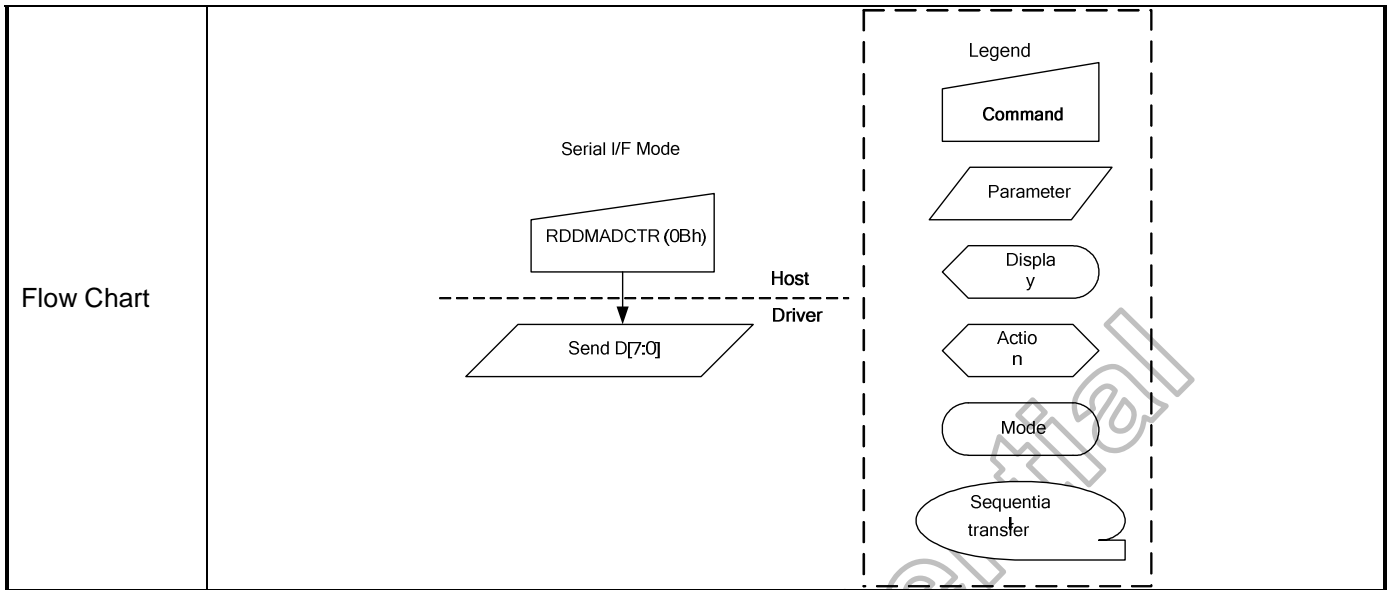 Flow Chart
Serial I/F Mode
RDDMADCTR (0Bh)
Host
Driver
Send D[7:0]
Legend
Command
Parameter
Displa
y
Actio
n
Mode
Sequentia
l
transfer